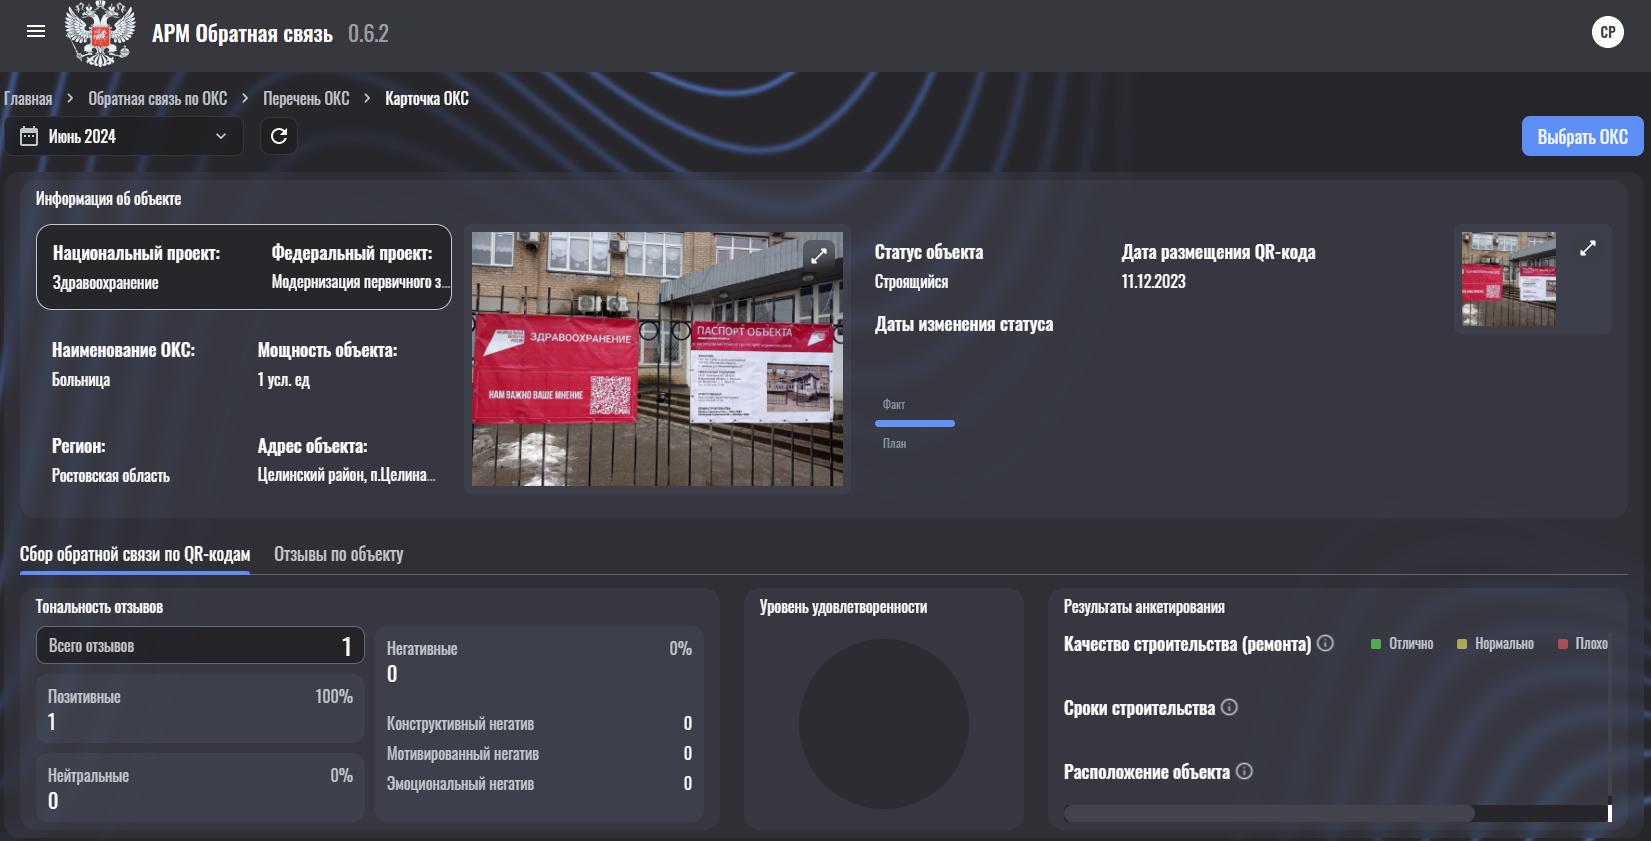 АРМ Обратная связь 0.6.2
СР
Главная > Обратная связь по ОКС > Перечень ОКС > Карточка ОКС
Июнь 2024
Выбрать ОКС
Информация об объекте
Национальный проект:
Здравоохранение
Федеральный проект:
Модернизация первичного з...
Наименование ОКС:
Больница
Мощность объекта:
1 усл. ед
Регион:
Ростовская область
Адрес объекта:
Целинский район, п.Целина...
ЗДРАВООХРАНЕНИЕ
НАМ ВАЖНО ВАШЕ МНЕНИЕ
ПАСПОРТ ОБЪЕКТА
Статус объекта
Строящийся
Дата размещения QR-кода
11.12.2023
Даты изменения статуса
Факт
План
Сбор обратной связи по QR-кодам
Отзывы по объекту
Тональность отзывов
Всего отзывов 1
Позитивные 100%
1
Нейтральные 0%
0
Негативные 0%
0
Конструктивный негатив 0
Мотивированный негатив 0
Эмоциональный негатив 0
Уровень удовлетворенности
Результаты анкетирования
Качество строительства (ремонта)
Отлично
Нормально
Плохо
Сроки строительства
Расположение объекта